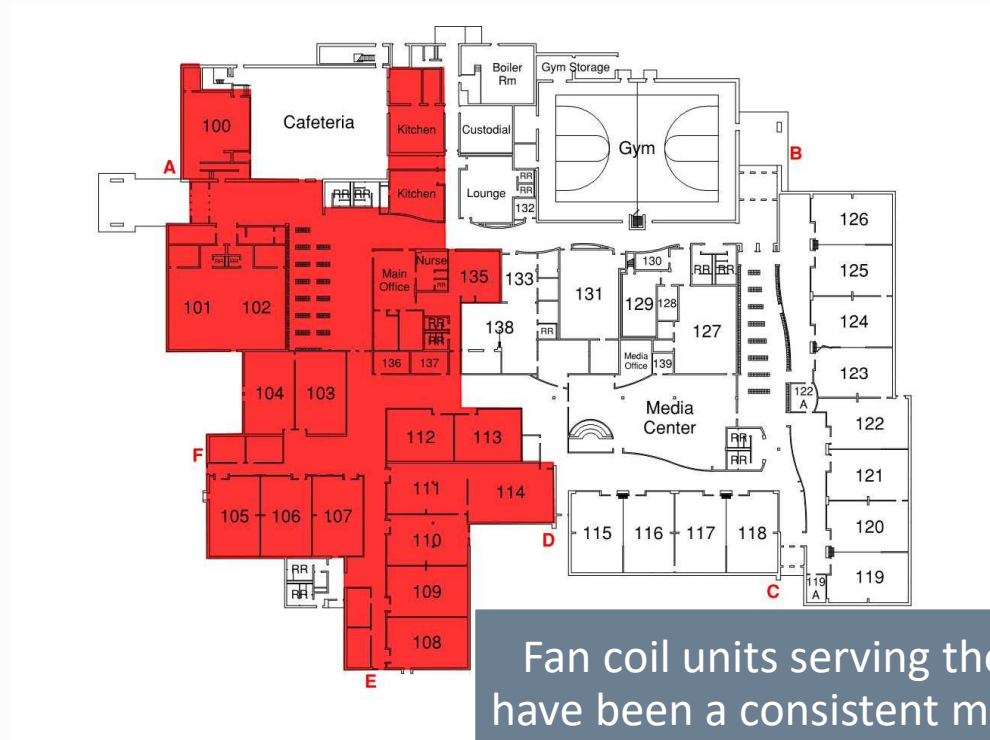 Boiler
Rm
Gym Storage
100
Cafeteria
Kitchen
Custodial
Gym
A
B
Kitchen
Lounge
RR
RR
RR RR
132
126
Nurse
RR
Main
Office
135
133
130
131
RR RR
125
101
RR
102
129
128
124
138
127
RR
RR
RR
136
137
Media
Office
139
123
104
103
122
A
Media
Center
122
112
113
RR
RR
F
121
111
114
105
106
107
110
115
116
117
118
120
D
RR
RR
109
119
A
119
C
108
E
Fan coil units serving the
have been a consistent